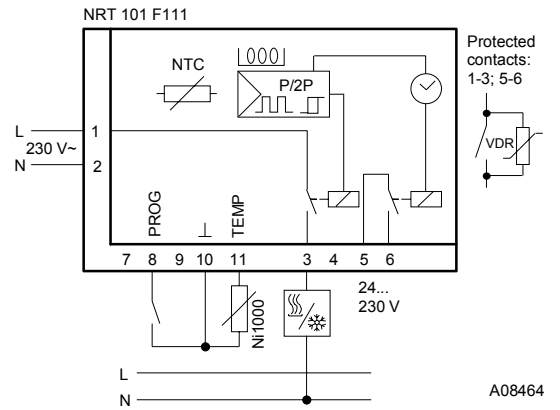 NRT 101 F111
Protected
contacts:
1-3; 5-6
NTC
P/2P
VDR
L
230 V~
N
1
2
PROG
⊥
TEMP
7 8 9 10 11 3 4 5 6
Ni1000
24...
230 V
L
N
A08464